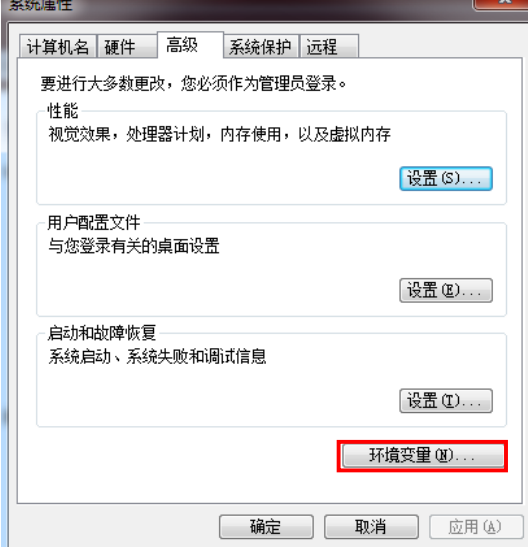 系统属性
计算机名 硬件 高级 系统保护 远程
要进行大多数更改，您必须作为管理员登录。
性能
视觉效果，处理器计划，内存使用，以及虚拟内存
设置(S)...
用户配置文件
与您登录有关的桌面设置
设置(E)...
启动和故障恢复
系统启动、系统失败和调试信息
设置(T)...
环境变量(N)...
确定 取消 应用(A)